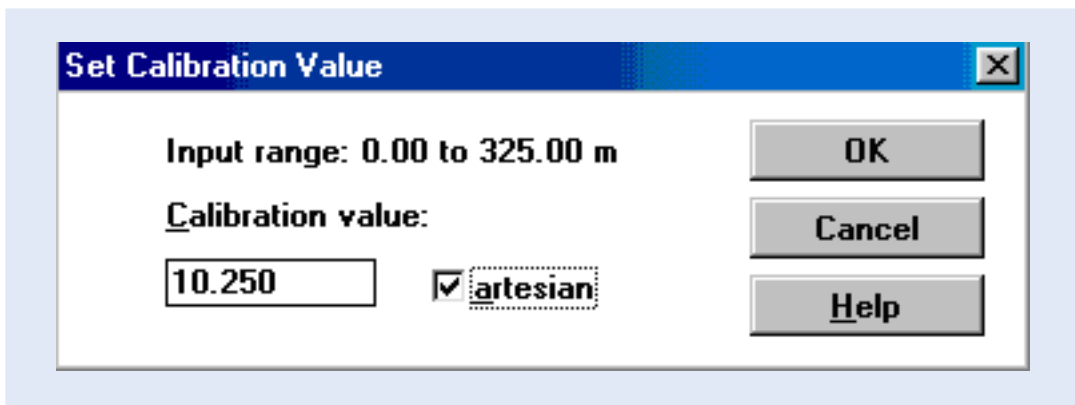 Set Calibration Value
Input range: 0.00 to 325.00 m
OK
Calibration value:
Cancel
10.250
artesian
Help